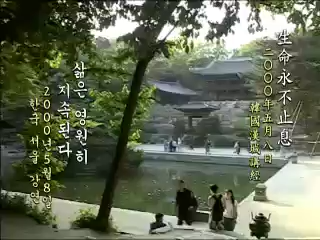 生命永不止息
二〇〇〇年五月八日
韓國漢城講經
삶은 영원히
지속된다
2000년 5월 8일
한국 서울 강연